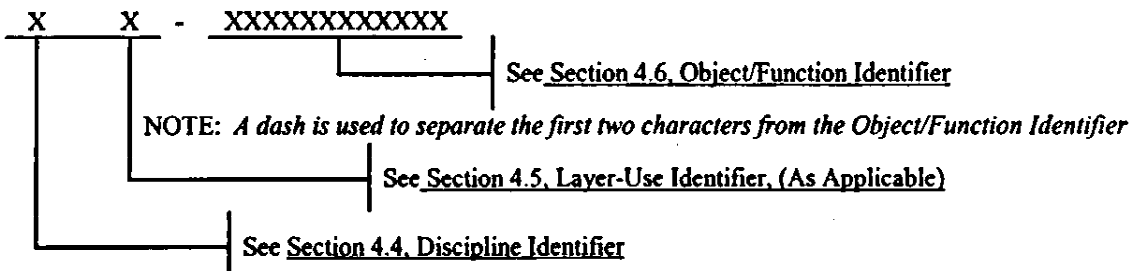 X X - XXXXXXXXXXXX
See Section 4.6, Object/Function Identifier
NOTE: A dash is used to separate the first two characters from the Object/Function Identifier
See Section 4.5, Layer-Use Identifier, (As Applicable)
See Section 4.4, Discipline Identifier